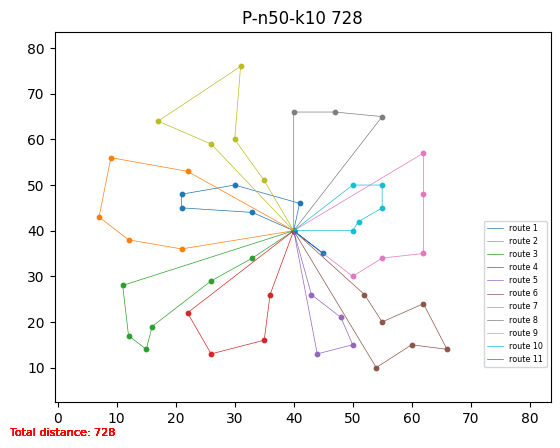 P-n50-k10 728
80
70
60
50
40
30
20
10
0 10 20 30 40 50 60 70 80
route 1
route 2
route 3
route 4
route 5
route 6
route 7
route 8
route 9
route 10
route 11
Total distance: